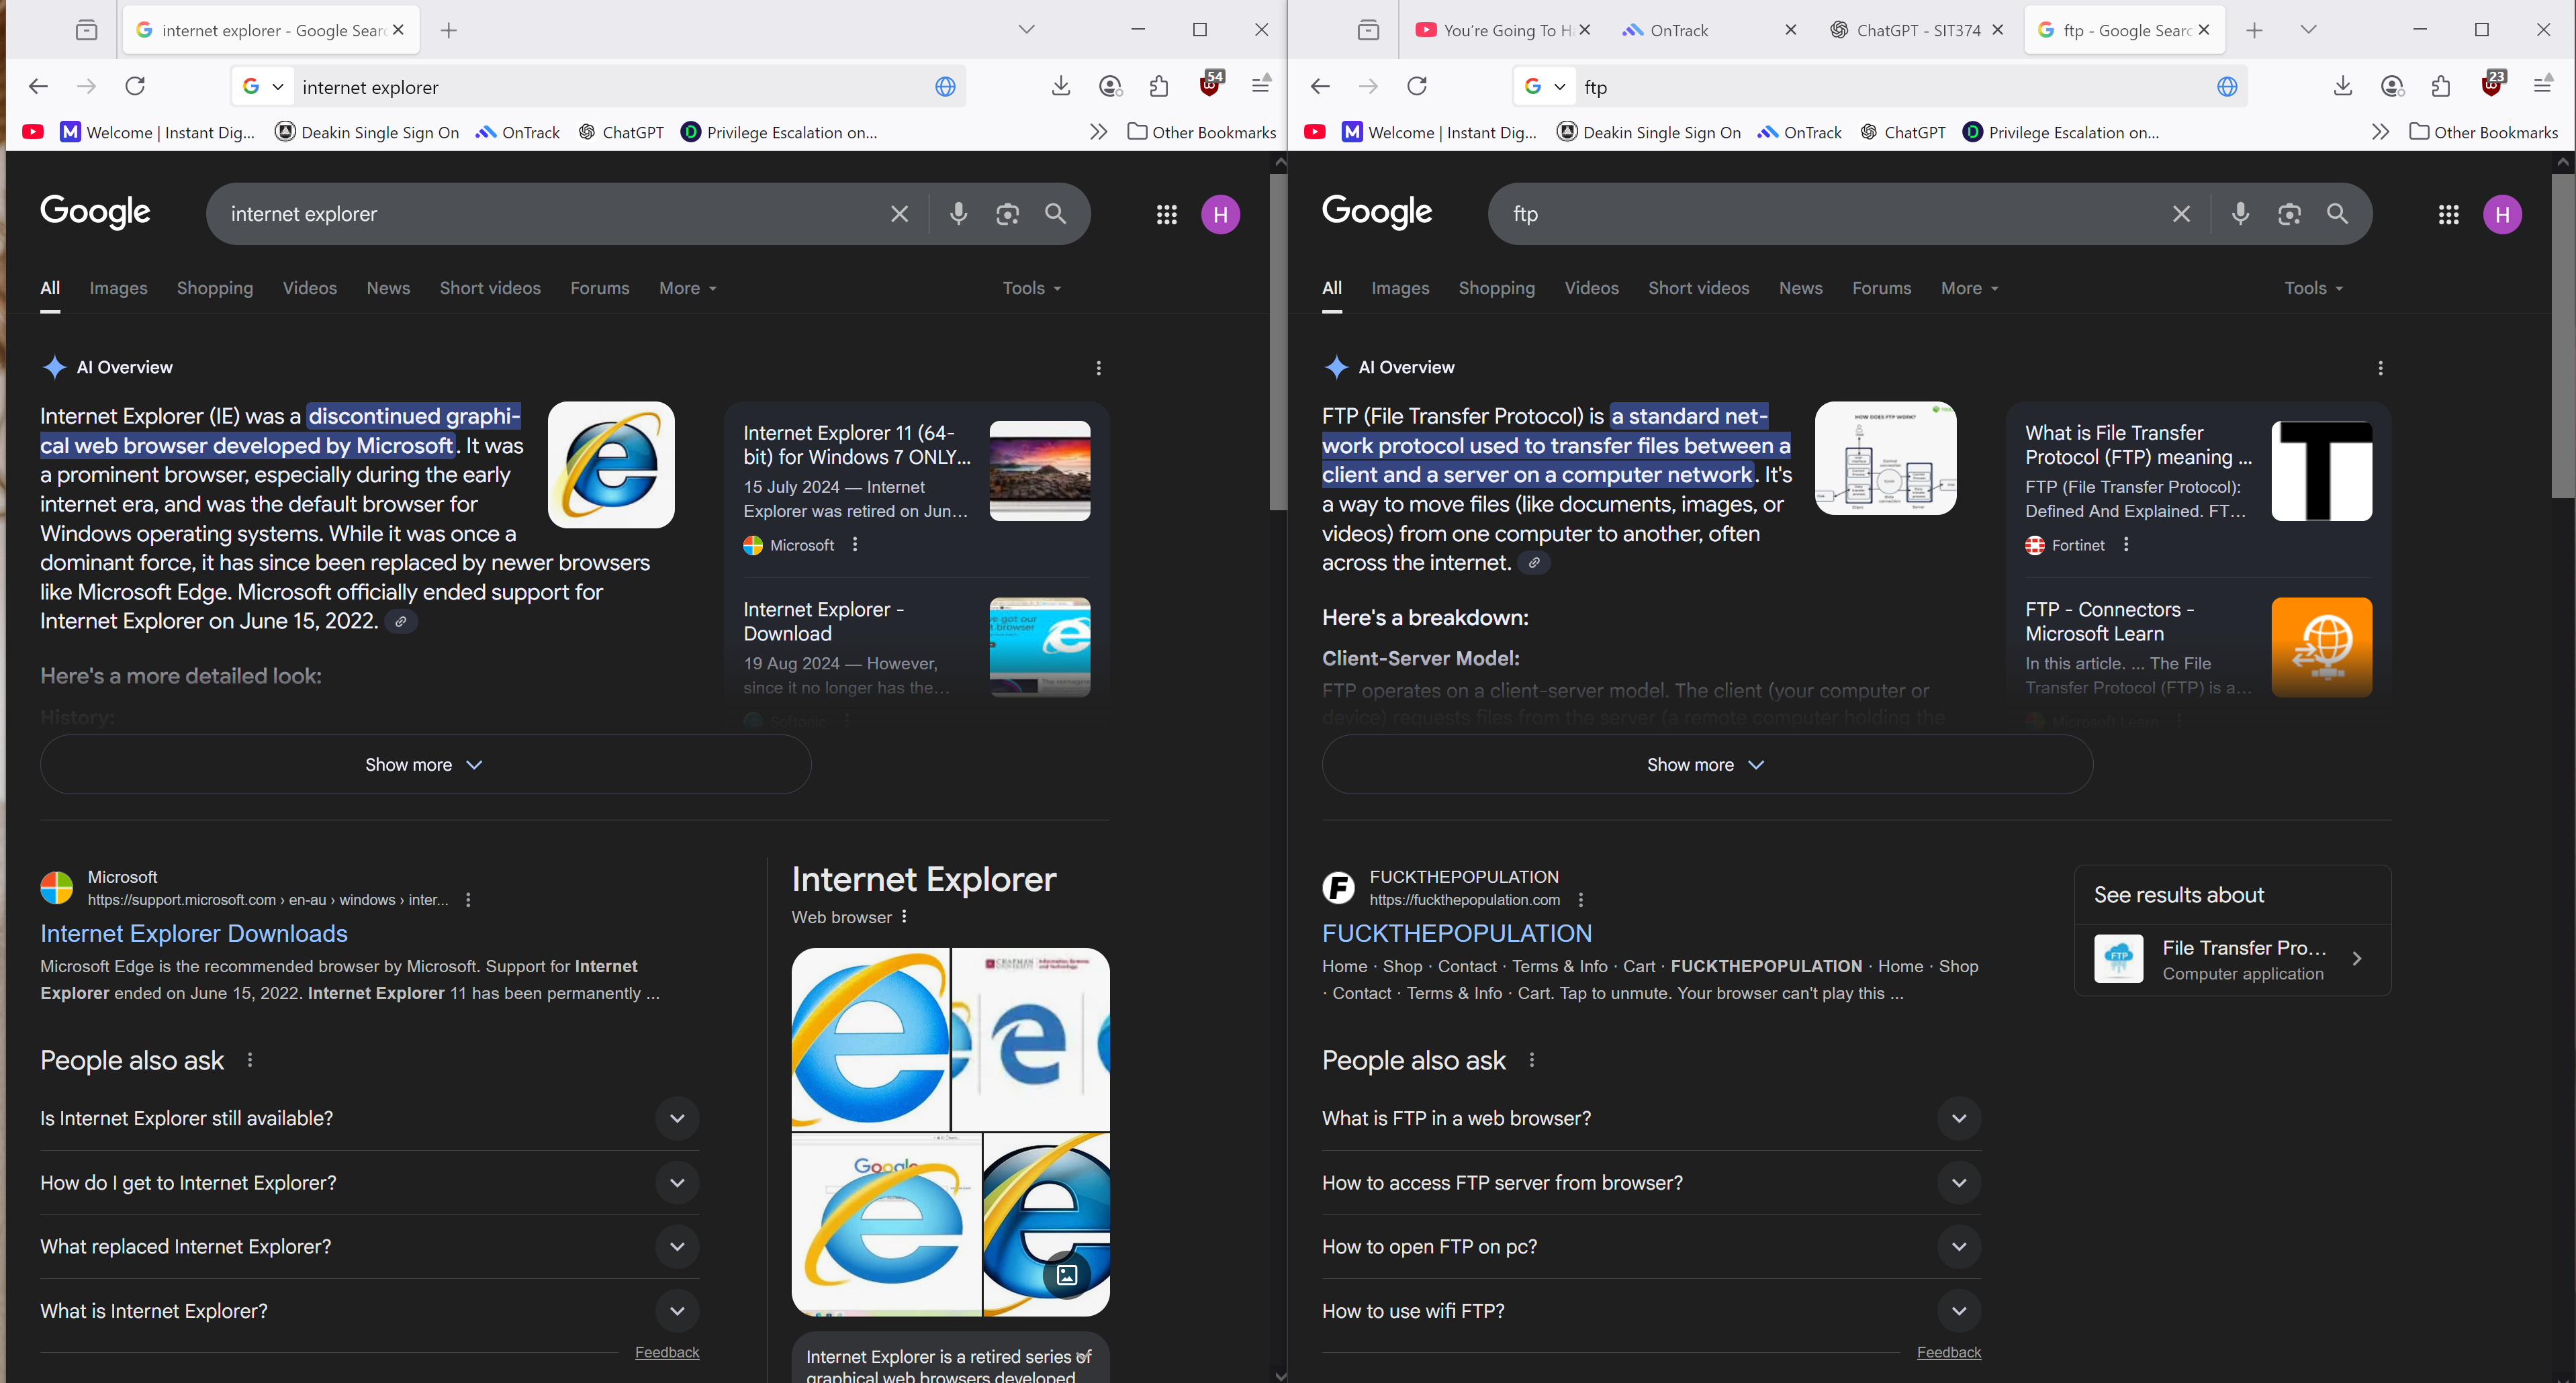 internet explorer - Google Searc
internet explorer
54
Welcome | Instant Dig...
Deakin Single Sign On
OnTrack
ChatGPT
Privilege Escalation on...
Other Bookmarks
Google
internet explorer
H
All
Images
Shopping
Videos
News
Short videos
Forums
More
Tools
AI Overview
Internet Explorer (IE) was a discontinued graphi-
cal web browser developed by Microsoft. It was
a prominent browser, especially during the early
internet era, and was the default browser for
Windows operating systems. While it was once a
dominant force, it has since been replaced by newer browsers
like Microsoft Edge. Microsoft officially ended support for
Internet Explorer on June 15, 2022.
Here's a more detailed look:
History:
Show more
Internet Explorer 11 (64-
bit) for Windows 7 ONLY...
15 July 2024 — Internet
Explorer was retired on Jun...
Microsoft
Internet Explorer -
Download
19 Aug 2024 — However,
since it no longer has the...
Softonic
Microsoft
https://support.microsoft.com › en-au › windows › inter...
Internet Explorer Downloads
Microsoft Edge is the recommended browser by Microsoft. Support for Internet
Explorer ended on June 15, 2022. Internet Explorer 11 has been permanently ...
People also ask
Is Internet Explorer still available?
How do I get to Internet Explorer?
What replaced Internet Explorer?
What is Internet Explorer?
Feedback
Internet Explorer
Web browser
Google
Internet Explorer is a retired series of
graphical web browsers developed
You're Going To H
OnTrack
ChatGPT - SIT374
ftp - Google Searc
ftp
23
Welcome | Instant Dig...
Deakin Single Sign On
OnTrack
ChatGPT
Privilege Escalation on...
Other Bookmarks
Google
ftp
H
All
Images
Shopping
Videos
Short videos
News
Forums
More
Tools
AI Overview
FTP (File Transfer Protocol) is a standard net-
work protocol used to transfer files between a
client and a server on a computer network. It's
a way to move files (like documents, images, or
videos) from one computer to another, often
across the internet.
HOW DOES FTP WORK?
Here's a breakdown:
Client-Server Model:
FTP operates on a client-server model. The client (your computer or
device) requests files from the server (a remote computer holding the
Show more
What is File Transfer
Protocol (FTP) meaning ...
FTP (File Transfer Protocol):
Defined And Explained. FT...
Fortinet
T
FTP - Connectors -
Microsoft Learn
In this article. ... The File
Transfer Protocol (FTP) is a...
Microsoft Learn
FUCKTHEPOPULATION
https://fuckthepopulation.com
FUCKTHEPOPULATION
Home · Shop · Contact · Terms & Info · Cart · FUCKTHEPOPULATION · Home · Shop
· Contact · Terms & Info · Cart. Tap to unmute. Your browser can't play this ...
See results about
FTP
File Transfer Pro...
Computer application
People also ask
What is FTP in a web browser?
How to access FTP server from browser?
How to open FTP on pc?
How to use wifi FTP?
Feedback